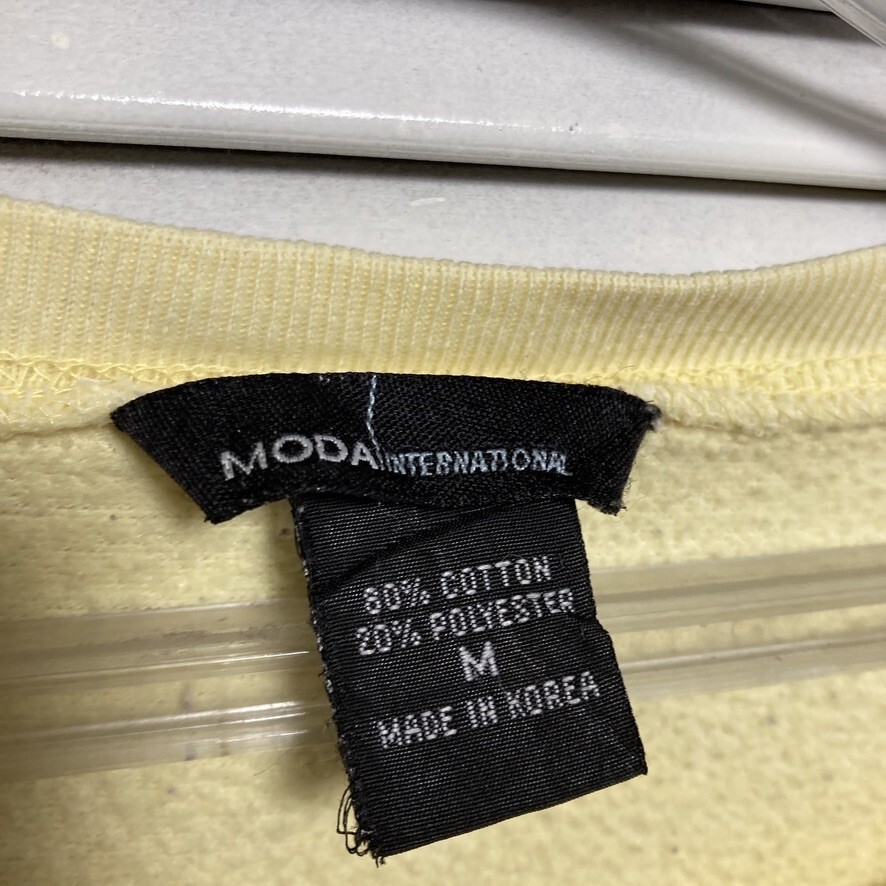 MODA INTERNATIONAL
80% COTTON
20% POLYESTER
M
MADE IN KOREA